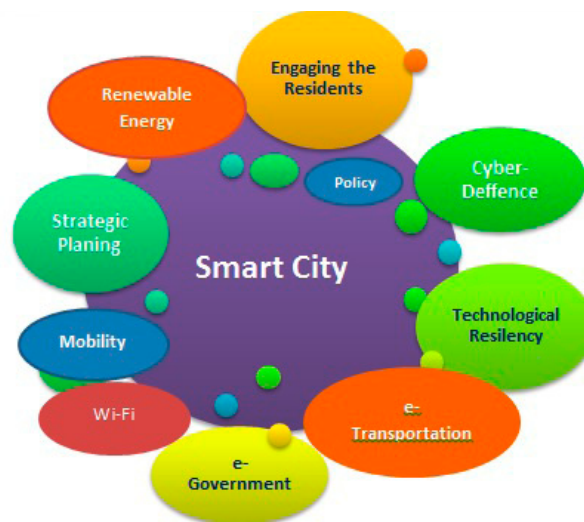 Engaging the
Residents
Renewable
Energy
Policy
Cyber-
Deffence
Strategic
Planing
Smart City
Technological
Resilency
Mobility
Wi-Fi
e-
Transportation
e-
Government